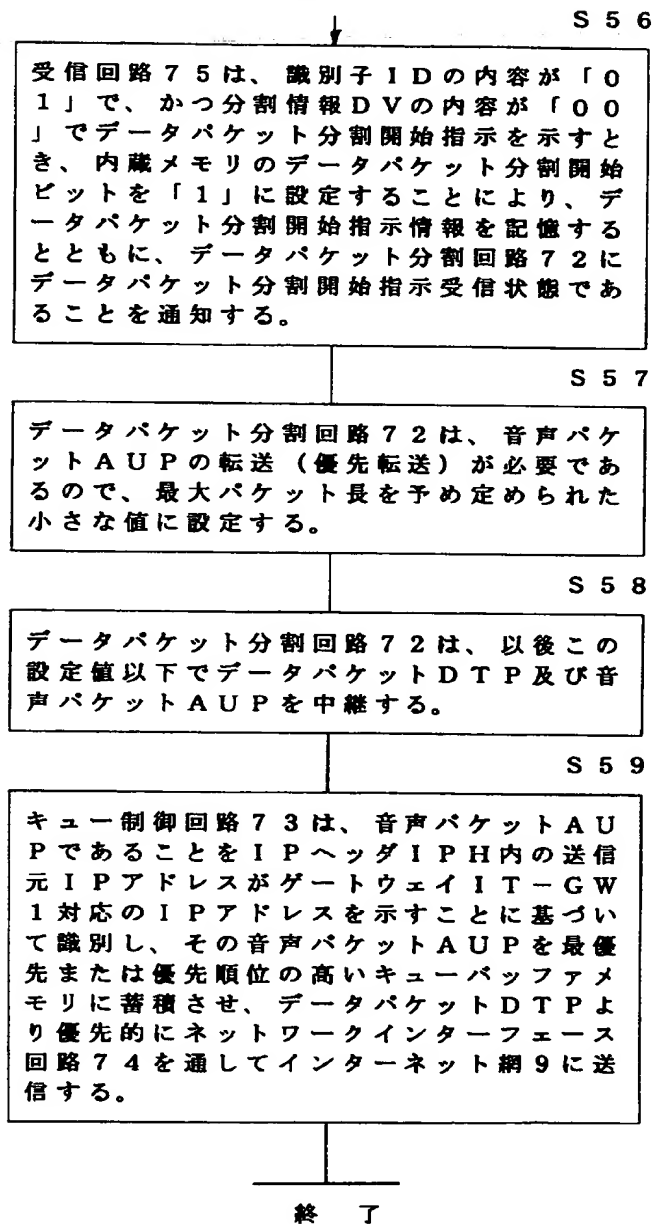 S56
受信回路75は、識別子IDの内容が「0
1」で、かつ分割情報DVの内容が「00
」でデータパケット分割開始指示を示すと
き、内蔵メモリのデータパケット分割開始
ビットを「1」に設定することにより、デ
ータパケット分割開始指示情報を記憶する
とともに、データパケット分割回路72に
データパケット分割開始指示受信状態であ
ることを通知する。
S57
データパケット分割回路72は、音声パケ
ットAUPの転送(優先転送)が必要であ
るので、最大パケット長を予め定められた
小さな値に設定する。
S58
データパケット分割回路72は、以後この
設定値以下でデータパケットDTP及び音
声パケットAUPを中継する。
S59
キュー制御回路73は、音声パケットAU
PであることをIPヘッダIPH内の送信
元IPアドレスがゲートウェイIT-GW
1対応のIPアドレスを示すことに基づい
て識別し、その音声パケットAUPを最優
先または優先順位の高いキューバッファメ
モリに蓄積させ、データパケットDTPよ
り優先的にネットワークインターフェース
回路74を通してインターネット網9に送
信する。
終 了